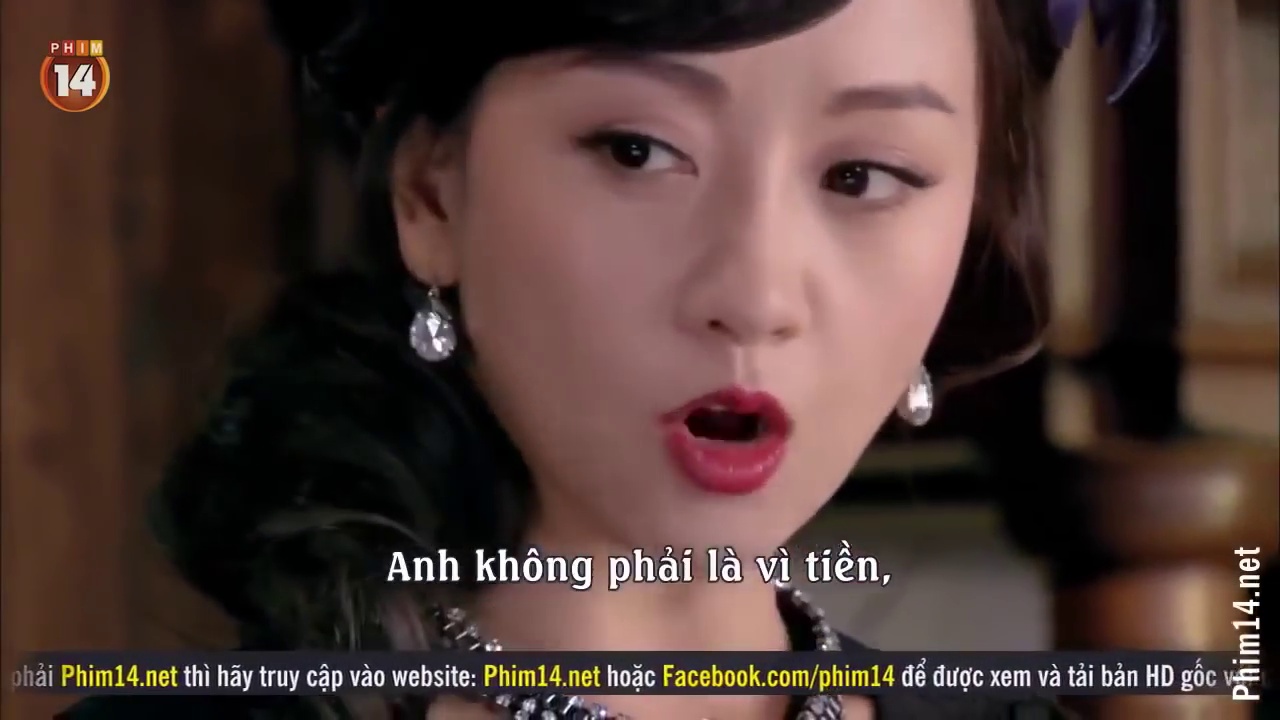 PHIM
14
Anh không phải là vì tiền,
phải Phim14.net thì hãy truy cập vào website: Phim14.net hoặc Facebook.com/phim14 để được xem và tải bản HD gốc
Phim14.net